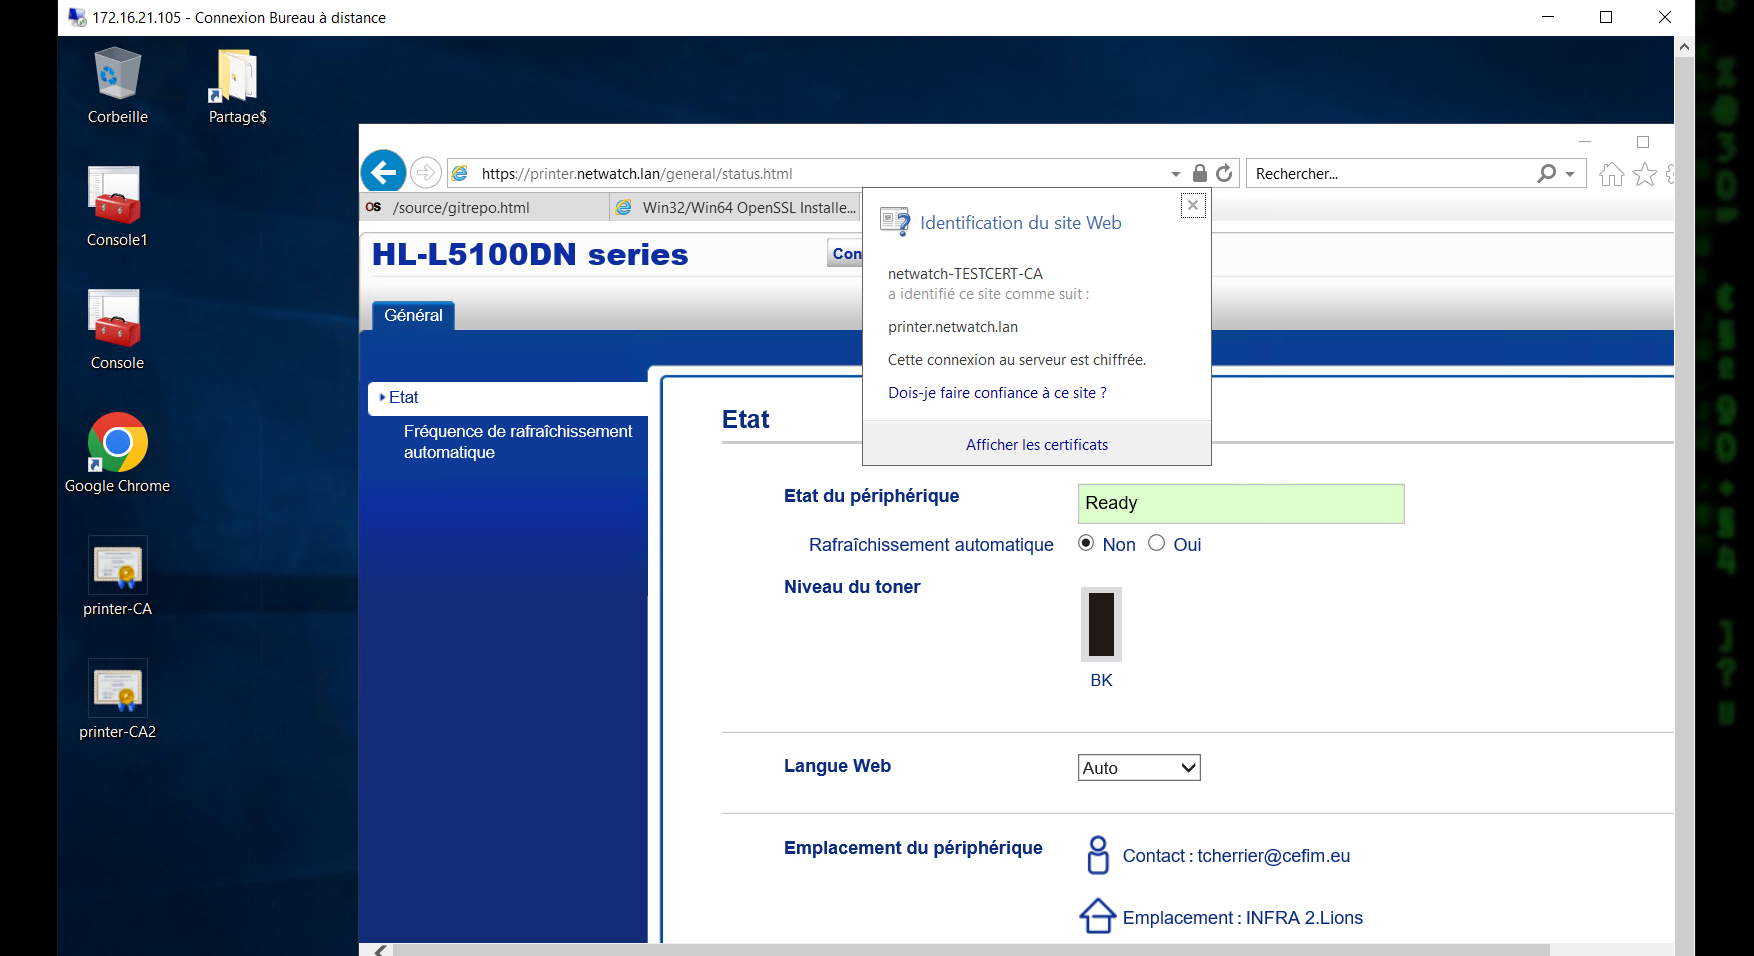 172.16.21.105 - Connexion Bureau à distance
Corbeille
Partage$
Console1
Console
Google Chrome
printer-CA
printer-CA2
https://printer.netwatch.lan/general/status.html
Rechercher...
OS /source/gitrepo.html
Win32/Win64 OpenSSL Installe...
HL-L5100DN series
Con
Général
Identification du site Web
netwatch-TESTCERT-CA
a identifié ce site comme suit :
printer.netwatch.lan
Cette connexion au serveur est chiffrée.
Dois-je faire confiance à ce site ?
Afficher les certificats
Etat
Fréquence de rafraîchissement
automatique
Etat
Etat du périphérique
Ready
Rafraîchissement automatique
Non
Oui
Niveau du toner
BK
Langue Web
Auto
Emplacement du périphérique
Contact : tcherrier@cefim.eu
Emplacement : INFRA 2.Lions